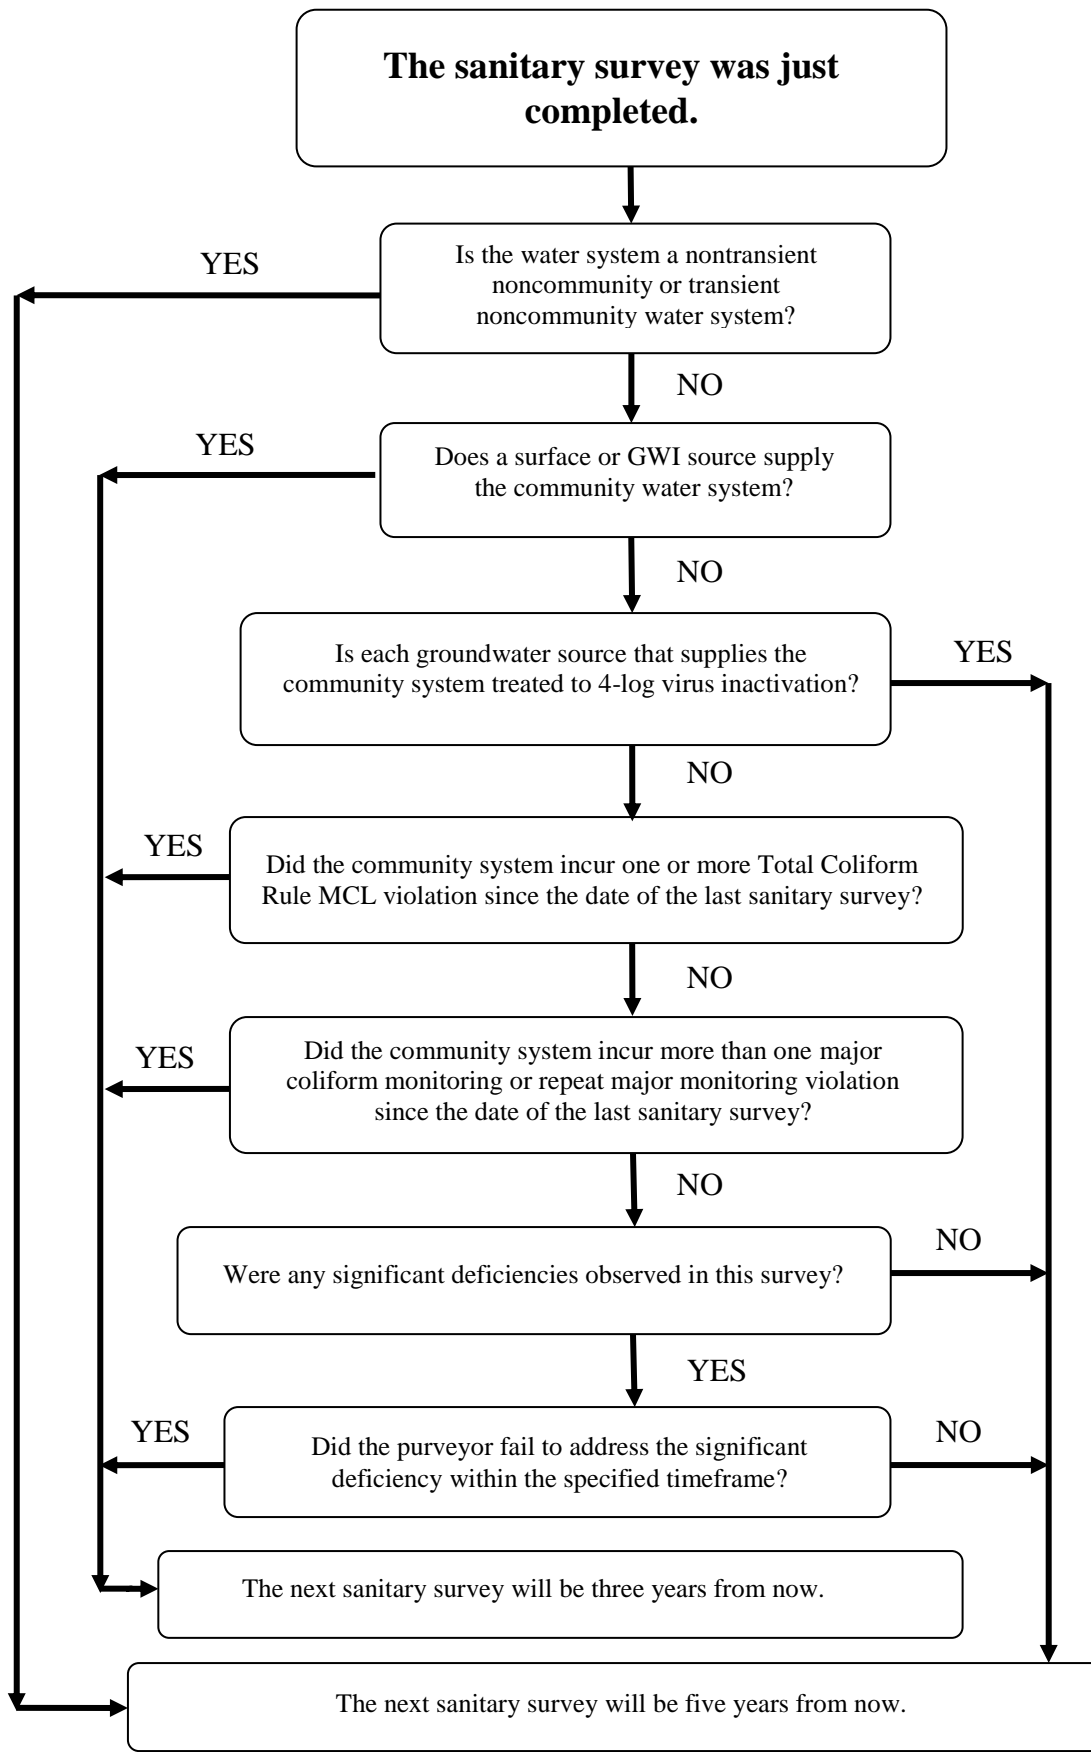 The sanitary survey was just
completed.
YES
Is the water system a nontransient
noncommunity or transient
noncommunity water system?
NO
YES
Does a surface or GWI source supply
the community water system?
NO
Is each groundwater source that supplies the
community system treated to 4-log virus inactivation?
YES
NO
YES
Did the community system incur one or more Total Coliform
Rule MCL violation since the date of the last sanitary survey?
NO
YES
Did the community system incur more than one major
coliform monitoring or repeat major monitoring violation
since the date of the last sanitary survey?
NO
Were any significant deficiencies observed in this survey?
NO
YES
YES
Did the purveyor fail to address the significant
deficiency within the specified timeframe?
NO
The next sanitary survey will be three years from now.
The next sanitary survey will be five years from now.